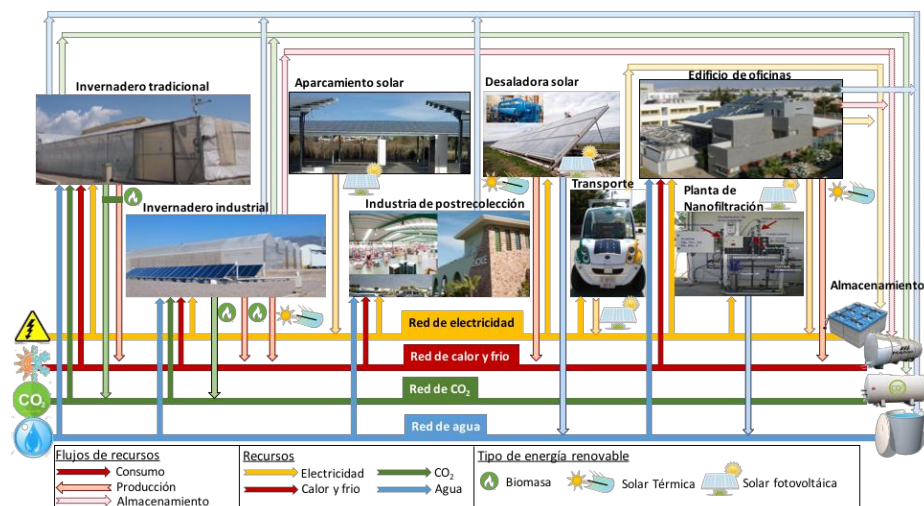 Invernadero tradicional
Aparcamiento solar
Desaladora solar
Edificio de oficinas
Invernadero industrial
Industria de postrecolección
Transporte
Planta de
Nanofiltración
Almacenamiento
Red de electricidad
Red de calor y frio
Red de CO₂
Red de agua
CO₂
Flujos de recursos
Consumo
Producción
Almacenamiento
Recursos
Electricidad
CO₂
Calor y frio
Agua
Tipo de energía renovable
Biomasa
Solar Térmica
Solar fotovoltáica